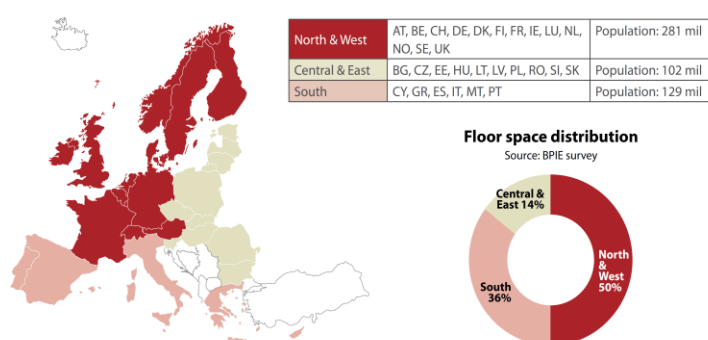 North & West
AT, BE, CH, DE, DK, FI, FR, IE, LU, NL,
NO, SE, UK
Population: 281 mil
Central & East
BG, CZ, EE, HU, LT, LV, PL, RO, SI, SK
Population: 102 mil
South
CY, GR, ES, IT, MT, PT
Population: 129 mil
Floor space distribution
Source: BPIE survey
Central &
East 14%
North
&
West
50%
South
36%